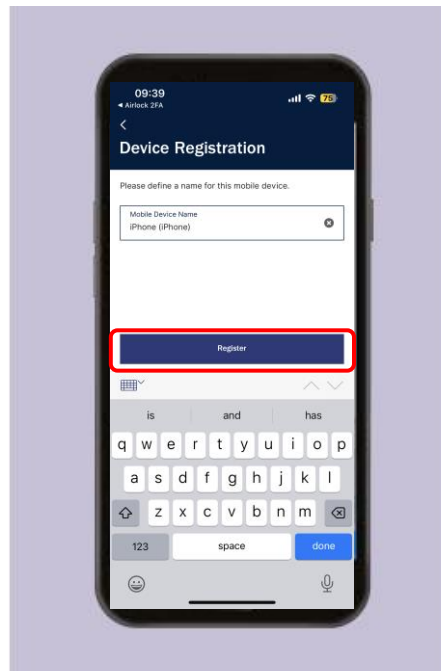 09:39
75
Airlock 2FA
Device Registration
Please define a name for this mobile device.
Mobile Device Name
iPhone (iPhone)
Register
is and has
q w e r t y u i o p
a s d f g h j k l
z x c v b n m
123 space done